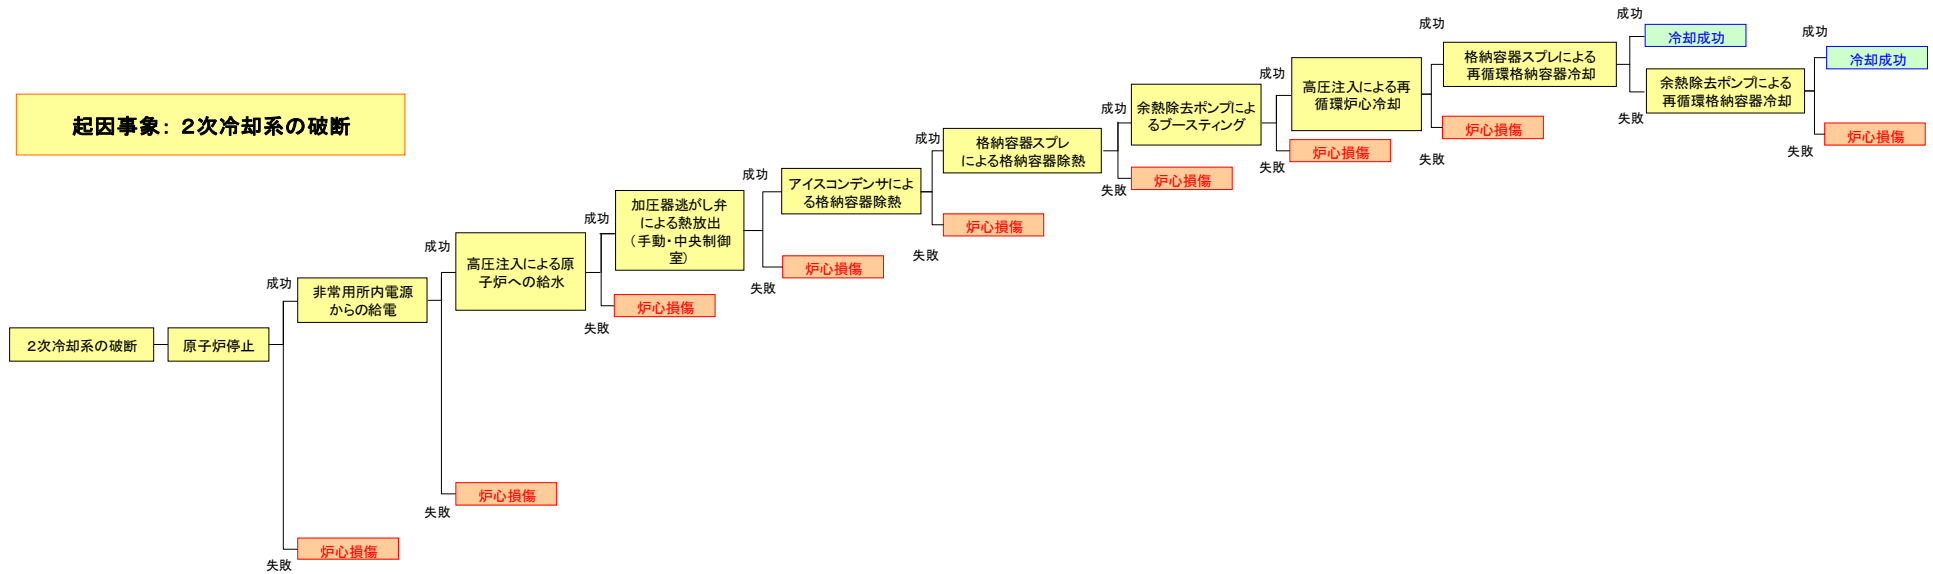 起因事象：２次冷却系の破断
２次冷却系の破断
原子炉停止
成功
失敗
非常用所内電源
からの給電
炉心損傷
成功
失敗
高圧注入による原
子炉への給水
炉心損傷
成功
失敗
加圧器逃がし弁
による熱放出
（手動・中央制御
室）
炉心損傷
成功
失敗
アイスコンデンサによ
る格納容器除熱
炉心損傷
成功
失敗
格納容器スプレ
による格納容器除熱
炉心損傷
成功
失敗
余熱除去ポンプによ
るブースティング
炉心損傷
成功
失敗
高圧注入による再
循環炉心冷却
炉心損傷
成功
失敗
格納容器スプレによる
再循環格納容器冷却
炉心損傷
成功
失敗
冷却成功
余熱除去ポンプによる
再循環格納容器冷却
成功
失敗
冷却成功
炉心損傷